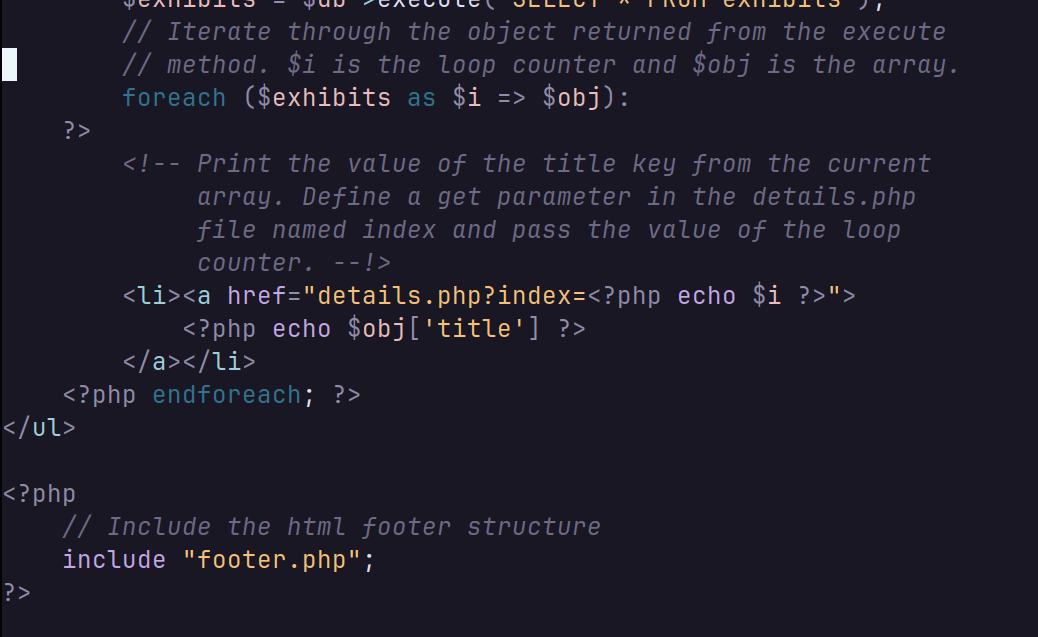 $exhibits = $db->execute("SELECT * FROM exhibits");
// Iterate through the object returned from the execute
// method. $i is the loop counter and $obj is the array.
foreach ($exhibits as $i => $obj):
?>
<!-- Print the value of the title key from the current
array. Define a get parameter in the details.php
file named index and pass the value of the loop
counter. --!>
<li><a href="details.php?index=<?php echo $i ?>">
<?php echo $obj['title'] ?>
</a></li>
<?php endforeach; ?>
</ul>
<?php
// Include the html footer structure
include "footer.php";
?>